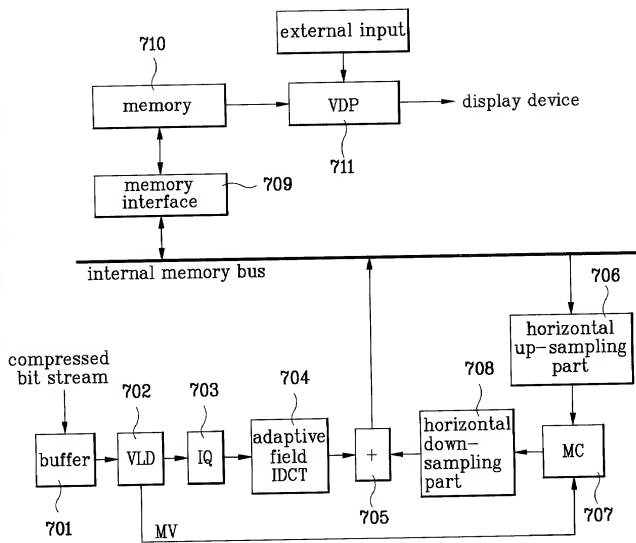 external input
710
memory
VDP
display device
711
memory
interface
709
internal memory bus
706
horizontal
up-sampling
part
compressed
bit stream
702
703
704
708
buffer
VLD
IQ
adaptive
field
IDCT
+
horizontal
down-
sampling
part
MC
701
705
707
MV